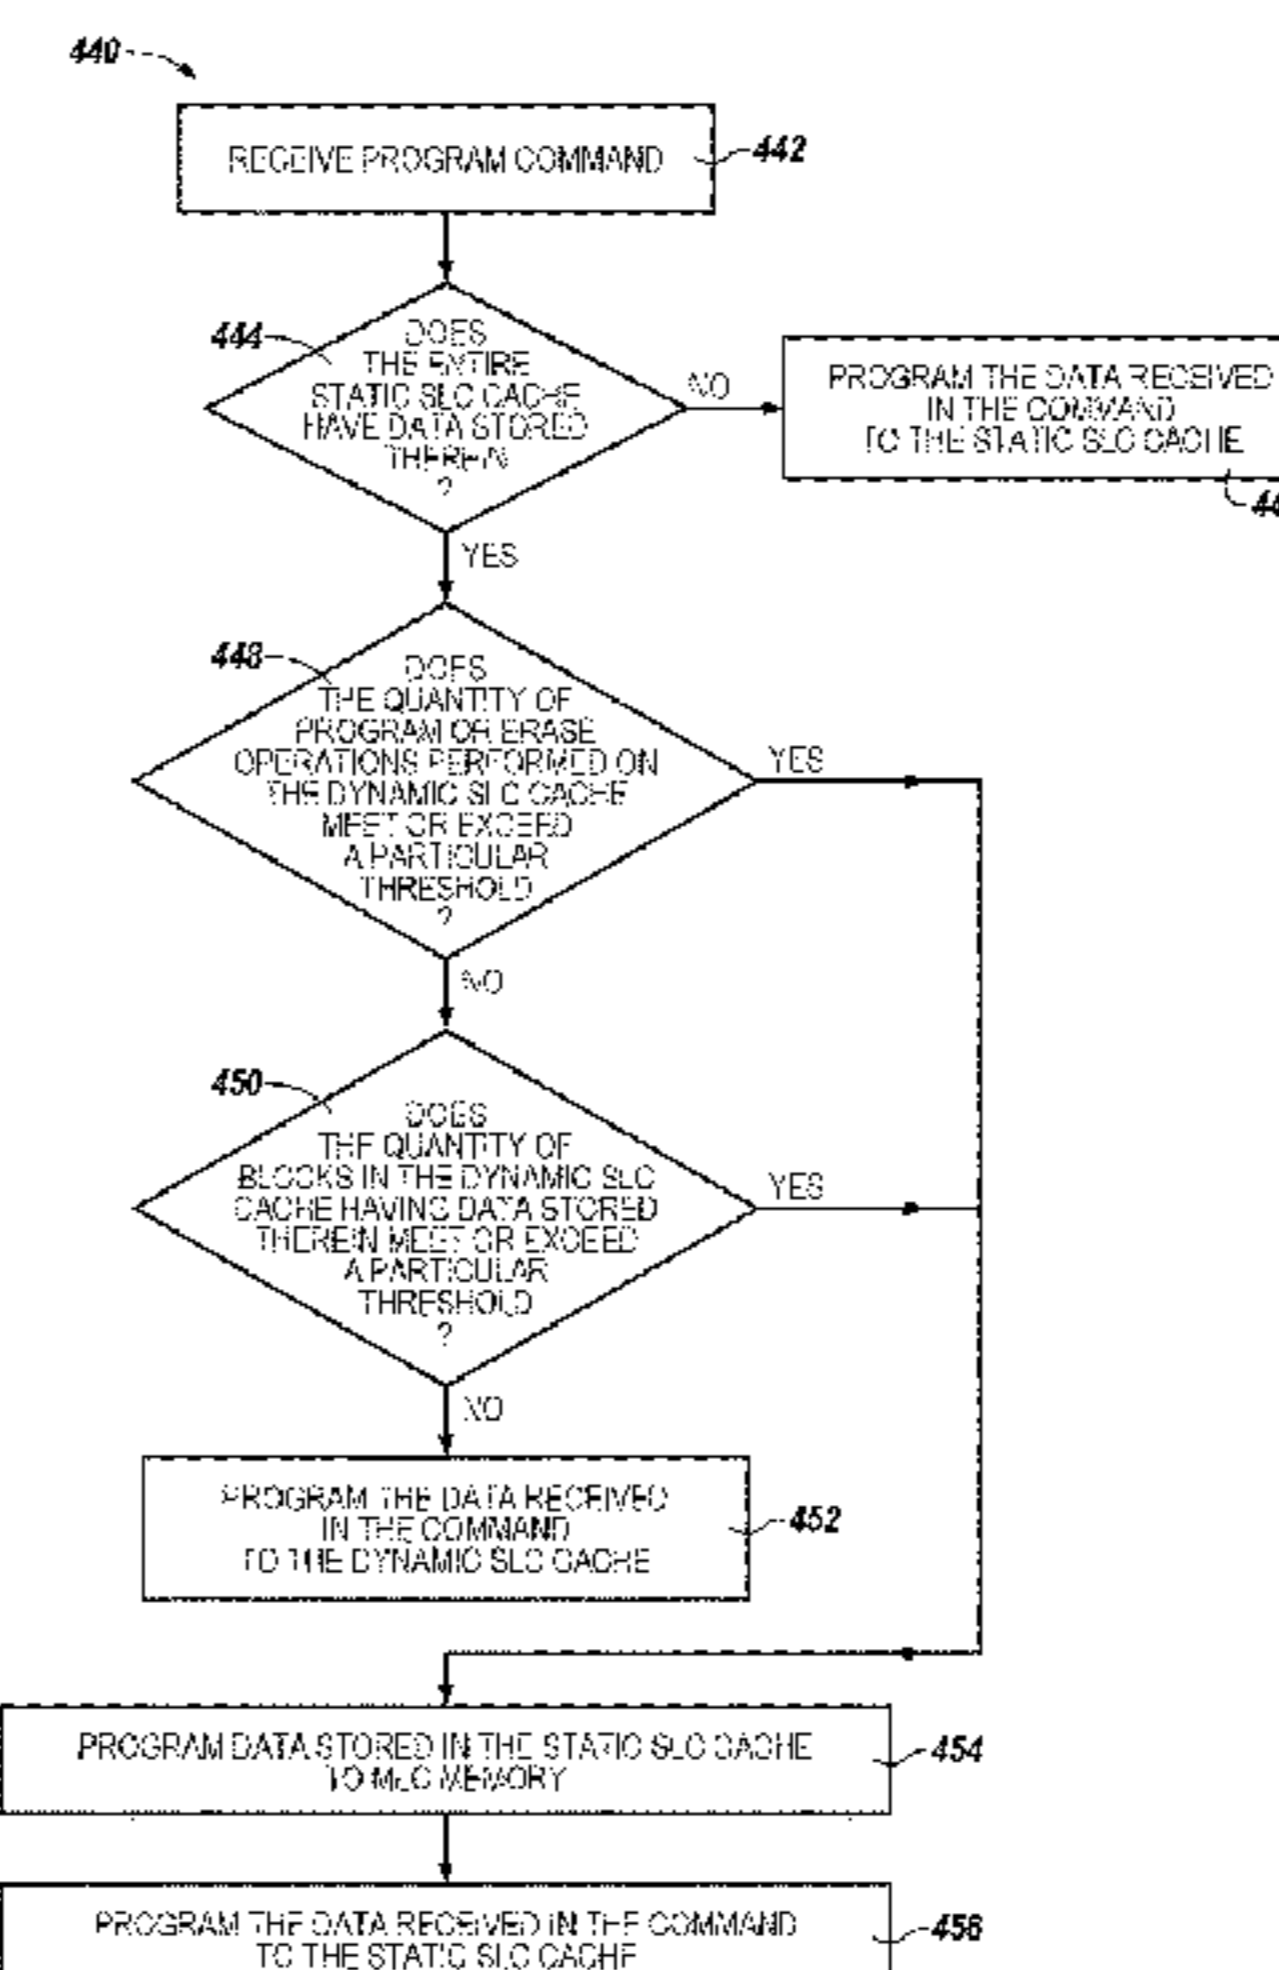 440
RECEIVE PROGRAM COMMAND
442
444
DOES
THE ENTIRE
STATIC SLC CACHE
HAVE DATA STORED
THEREIN
?
NO
PROGRAM THE DATA RECEIVED
IN THE COMMAND
TO THE STATIC SLC CACHE
YES
448
DOES
THE QUANTITY OF
PROGRAM OR ERASE
OPERATIONS PERFORMED ON
THE DYNAMIC SLC CACHE
MEET OR EXCEED
A PARTICULAR
THRESHOLD
?
YES
NO
450
DOES
THE QUANTITY OF
BLOCKS IN THE DYNAMIC SLC
CACHE HAVING DATA STORED
THEREIN MEET OR EXCEED
A PARTICULAR
THRESHOLD
?
YES
NO
PROGRAM THE DATA RECEIVED
IN THE COMMAND
TO THE DYNAMIC SLC CACHE
452
PROGRAM DATA STORED IN THE STATIC SLC CACHE
TO MLC MEMORY
454
PROGRAM THE DATA RECEIVED IN THE COMMAND
TO THE STATIC SLC CACHE
456